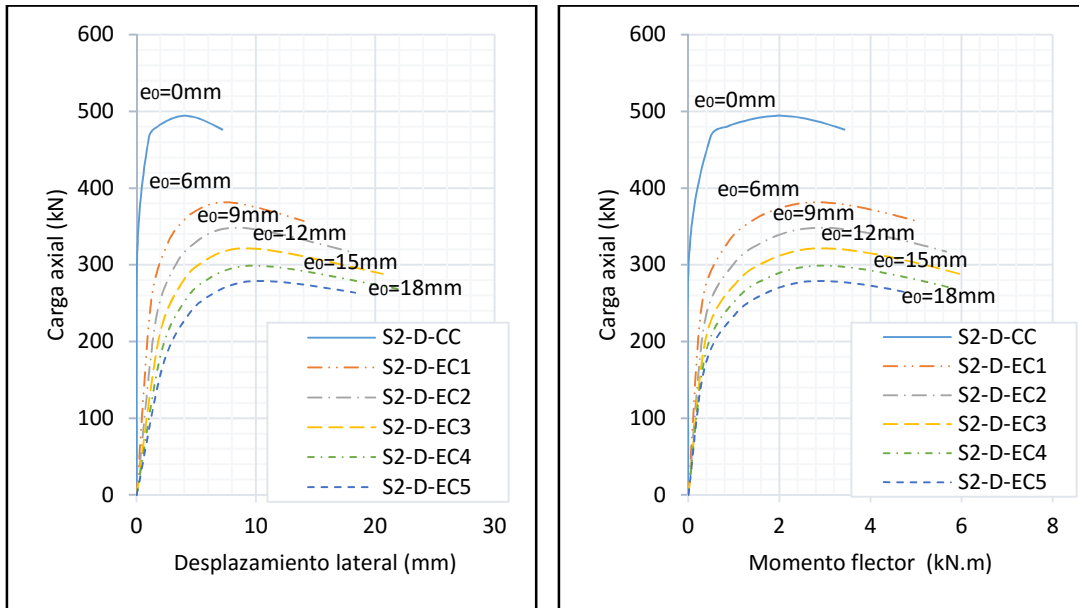 600
500
400
300
200
100
0
Carga axial (kN)
e₀=0mm
e₀=6mm
e₀=9mm
e₀=12mm
e₀=15mm
e₀=18mm
S2-D-CC
S2-D-EC1
S2-D-EC2
S2-D-EC3
S2-D-EC4
S2-D-EC5
0 10 20 30
Desplazamiento lateral (mm)
600
500
400
300
200
100
0
Carga axial (kN)
e₀=0mm
e₀=6mm
e₀=9mm
e₀=12mm
e₀=15mm
e₀=18mm
S2-D-CC
S2-D-EC1
S2-D-EC2
S2-D-EC3
S2-D-EC4
S2-D-EC5
0 2 4 6 8
Momento flector (kN.m)